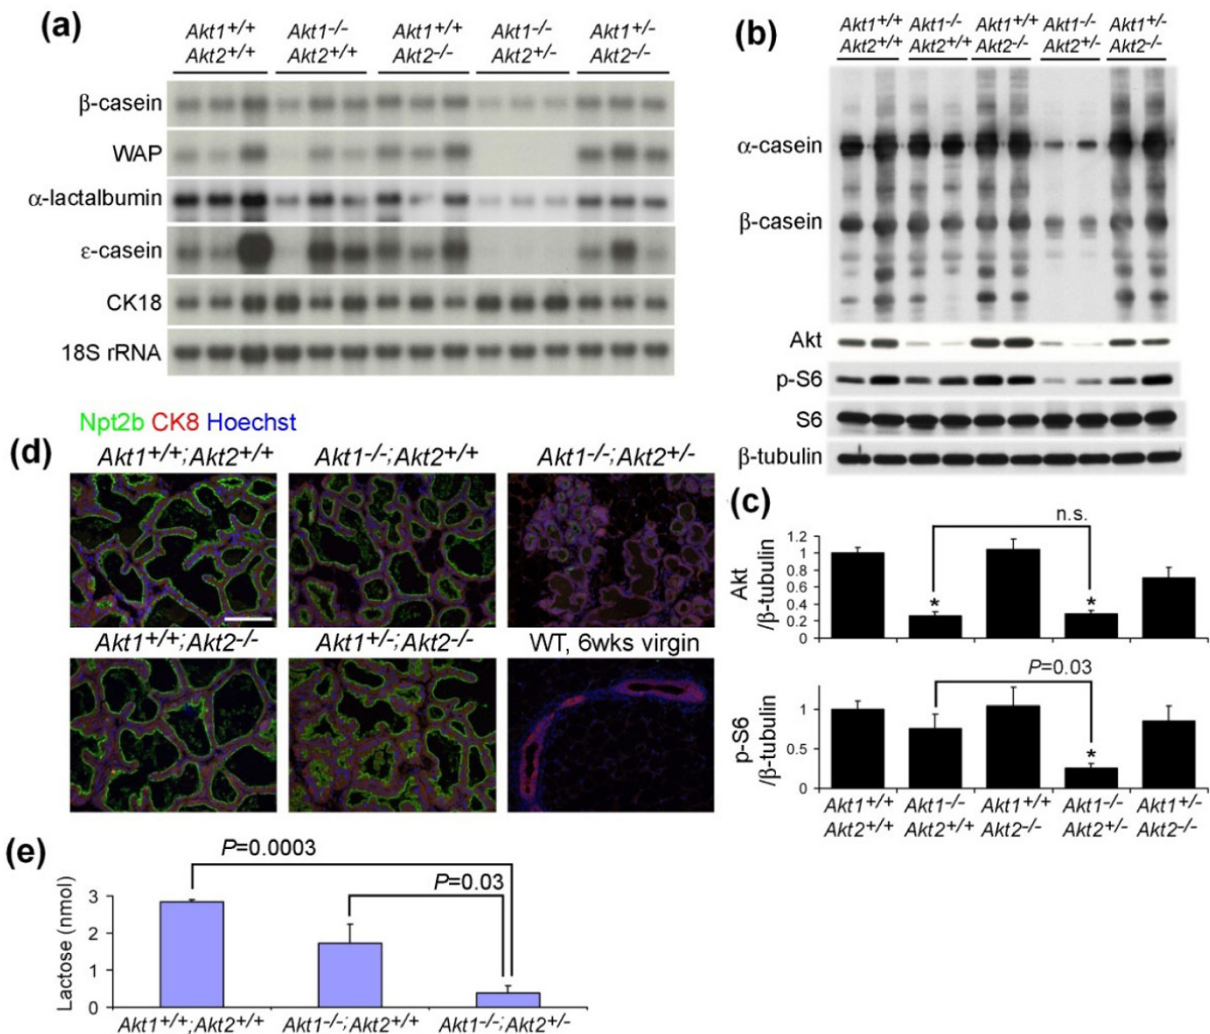 (a)
Akt1+/+ Akt1-/- Akt1+/+ Akt1-/- Akt1+/-
Akt2+/+ Akt2+/+ Akt2-/- Akt2+/- Akt2-/-
β-casein
WAP
α-lactalbumin
ε-casein
CK18
18S rRNA
(b)
Akt1+/+ Akt1-/- Akt1+/+ Akt1-/- Akt1+/-
Akt2+/+ Akt2+/+ Akt2-/- Akt2+/- Akt2-/-
α-casein
β-casein
Akt
p-S6
S6
β-tubulin
(c)
n.s.
Akt
/β-tubulin
1.2
1
0.8
0.6
0.4
0.2
0
*
*
P=0.03
p-S6
/β-tubulin
1
0.5
0
*
Akt1+/+ Akt1-/- Akt1+/+ Akt1-/- Akt1+/-
Akt2+/+ Akt2+/+ Akt2-/- Akt2+/- Akt2-/-
Npt2b CK8 Hoechst
(d)
Akt1+/+;Akt2+/+ Akt1-/-;Akt2+/+ Akt1-/-;Akt2+/-
Akt1+/+;Akt2-/- Akt1+/-;Akt2-/- WT, 6wks virgin
(e)
P=0.0003
P=0.03
Lactose (nmol)
3
2
1
0
Akt1+/+;Akt2+/+ Akt1-/-;Akt2+/+ Akt1-/-;Akt2+/-